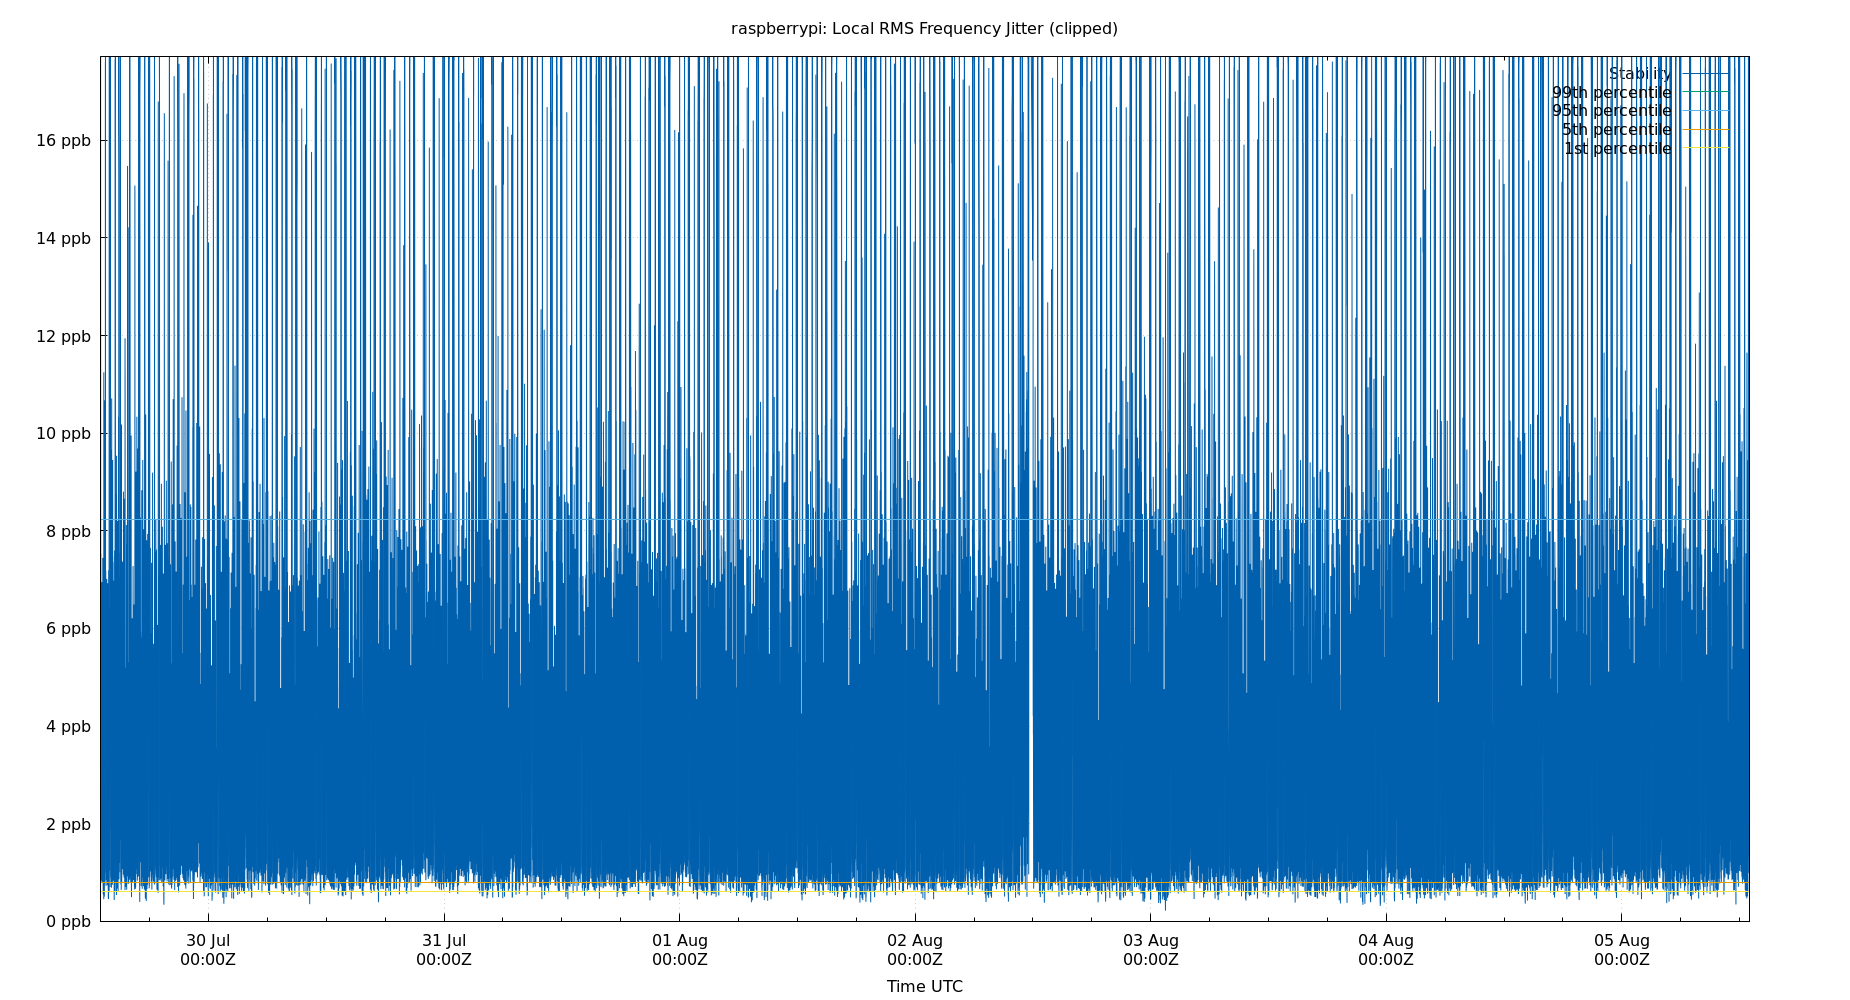 raspberrypi: Local RMS Frequency Jitter (clipped)
Stability
99th percentile
95th percentile
5th percentile
1st percentile
16 ppb
14 ppb
12 ppb
10 ppb
8 ppb
6 ppb
4 ppb
2 ppb
0 ppb
30 Jul 31 Jul 01 Aug 02 Aug 03 Aug 04 Aug 05 Aug
00:00Z 00:00Z 00:00Z 00:00Z 00:00Z 00:00Z 00:00Z
Time UTC